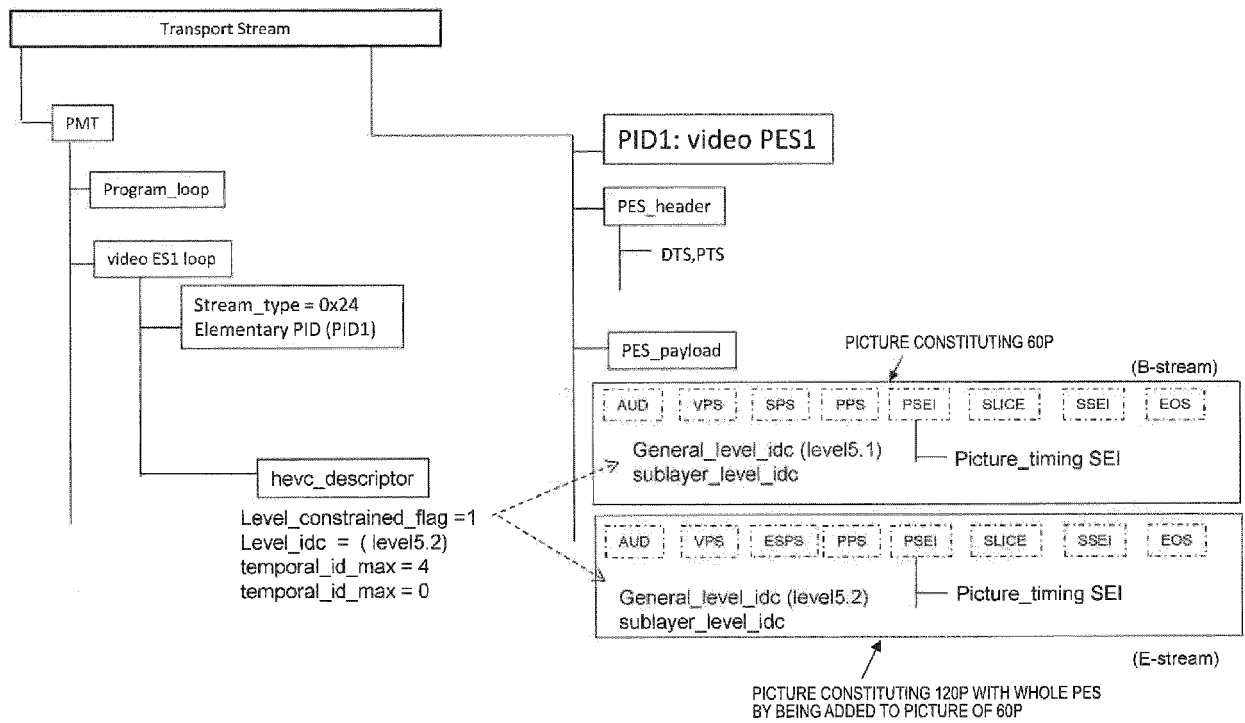 Transport Stream
PMT
Program_loop
video ES1 loop
Stream_type = 0x24
Elementary PID (PID1)
hevc_descriptor
Level_constrained_flag =1
Level_idc = ( level5.2)
temporal_id_max = 4
temporal_id_max = 0
PID1: video PES1
PES_header
DTS,PTS
PES_payload
PICTURE CONSTITUTING 60P
(B-stream)
AUD VPS SPS PPS PSEI SLICE SSEI EOS
General_level_idc (level5.1)
sublayer_level_idc
Picture_timing SEI
AUD VPS ESPS PPS PSEI SLICE SSEI EOS
General_level_idc (level5.2)
sublayer_level_idc
Picture_timing SEI
(E-stream)
PICTURE CONSTITUTING 120P WITH WHOLE PES
BY BEING ADDED TO PICTURE OF 60P